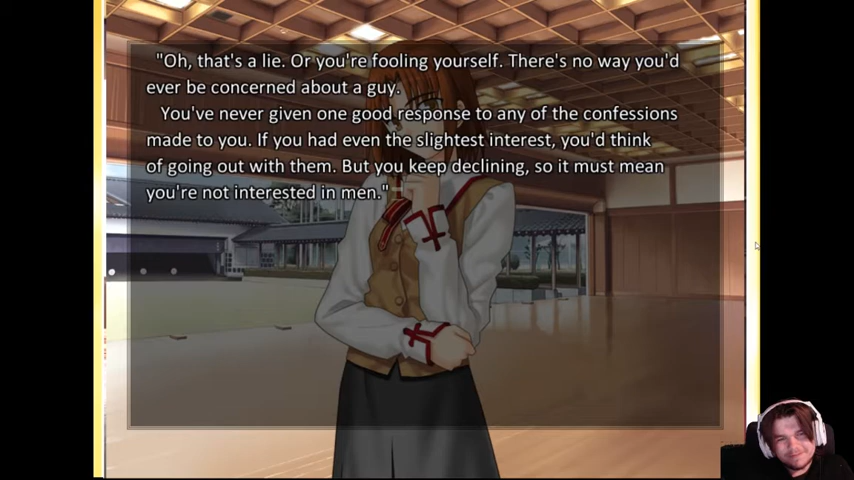 "Oh, that's a lie. Or you're fooling yourself. There's no way you'd
ever be concerned about a guy.
You've never given one good response to any of the confessions
made to you. If you had even the slightest interest, you'd think
of going out with them. But you keep declining, so it must mean
you're not interested in men."